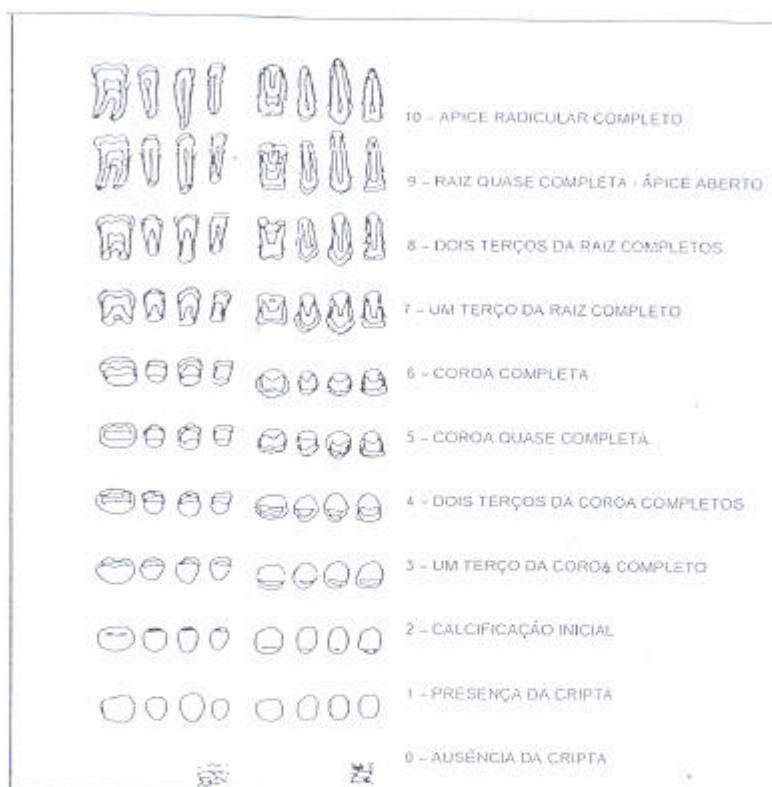 10 - APICE RADICULAR COMPLETO
9 - RAIZ QUASE COMPLETA - ÁPICE ABERTO
8 - DOIS TERÇOS DA RAIZ COMPLETOS
7 - UM TERÇO DA RAIZ COMPLETO
6 - COROA COMPLETA
5 - COROA QUASE COMPLETA
4 - DOIS TERÇOS DA COROA COMPLETOS
3 - UM TERÇO DA COROA COMPLETO
2 - CALCIFICAÇÃO INICIAL
1 - PRESENÇA DA CRIPTA
0 - AUSÊNCIA DA CRIPTA